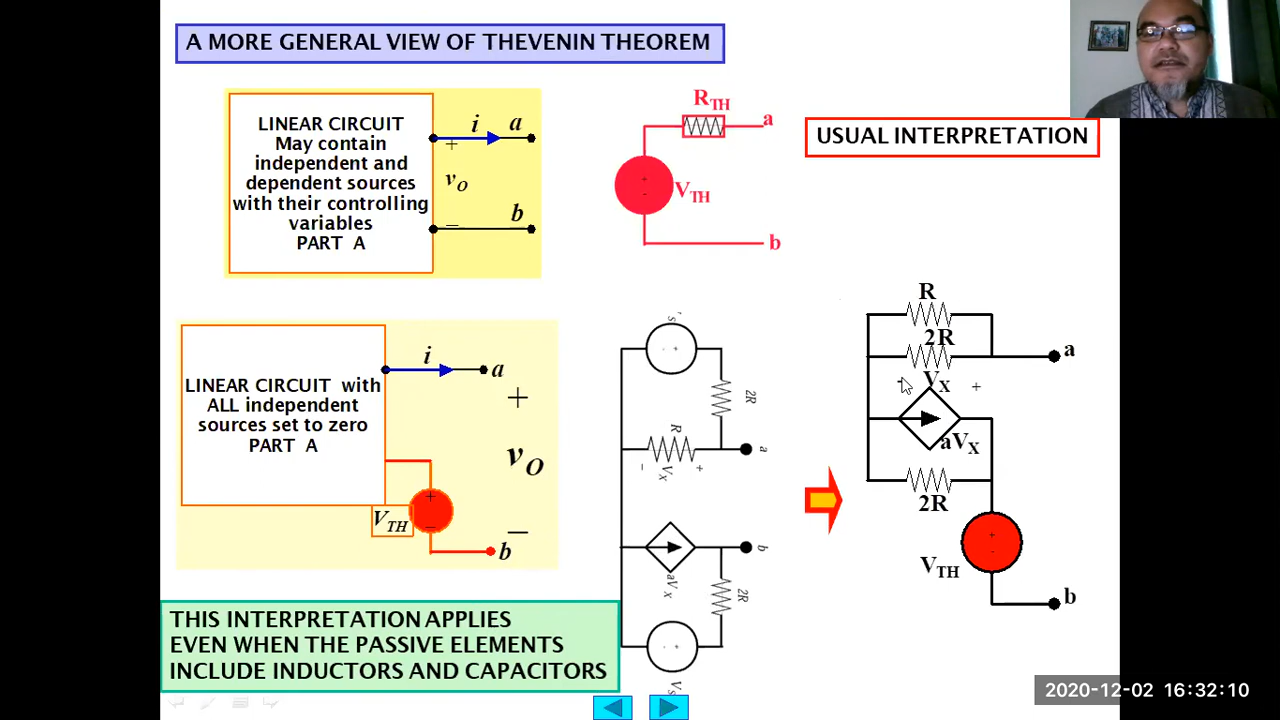 A MORE GENERAL VIEW OF THEVENIN THEOREM
LINEAR CIRCUIT
May contain
independent and
dependent sources
with their controlling
variables
PART A
i
a
+
vO
_
b
RTH
a
VTH
+
-
b
USUAL INTERPRETATION
LINEAR CIRCUIT with
ALL independent
sources set to zero
PART A
i
a
+
vO
−
VTH
+
−
b
2R
a
R
− VX +
b
aVX
2R
R
2R
a
VX +
aVX
2R
+
-
VTH
b
THIS INTERPRETATION APPLIES
EVEN WHEN THE PASSIVE ELEMENTS
INCLUDE INDUCTORS AND CAPACITORS
2020-12-02 16:32:10